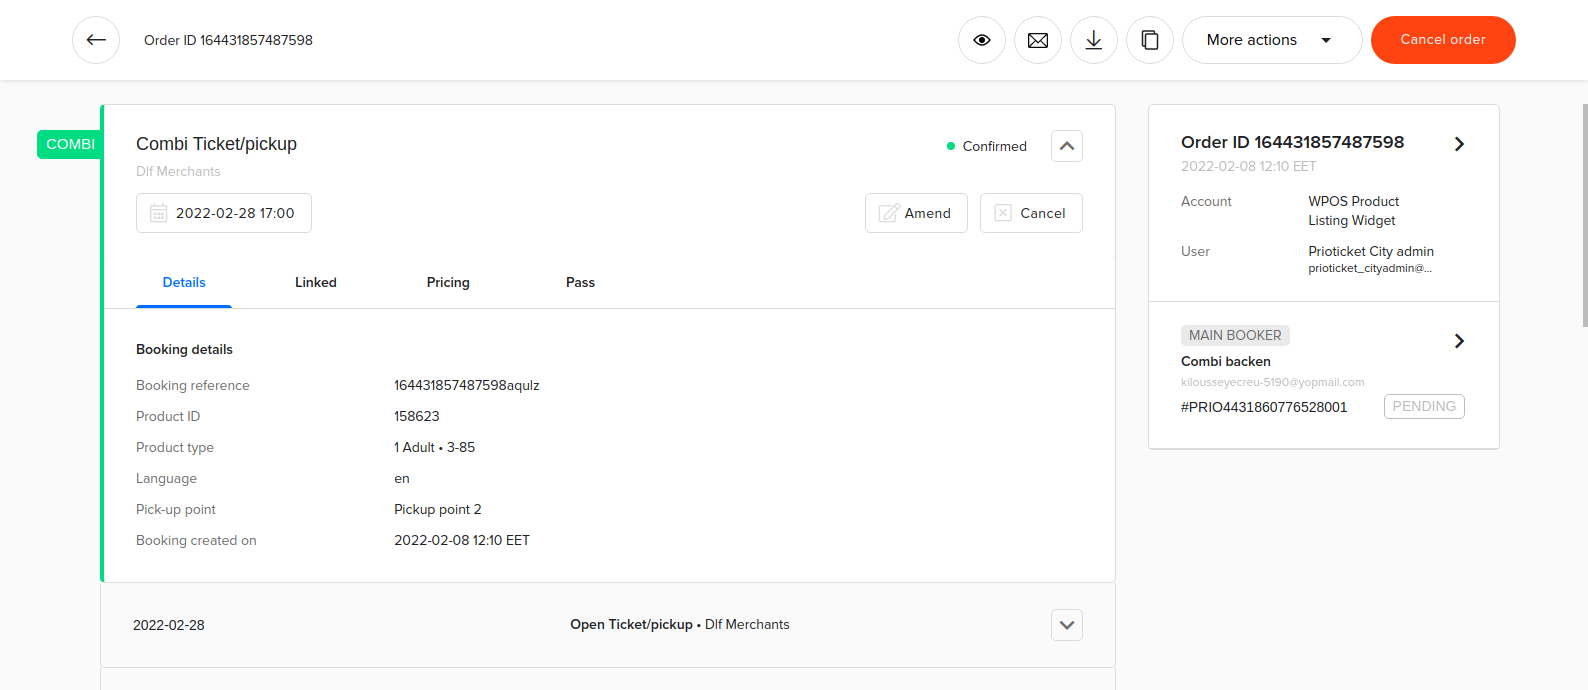 Order ID 164431857487598
More actions
Cancel order
COMBI
Combi Ticket/pickup
Confirmed
Dlf Merchants
2022-02-28 17:00
Amend
Cancel
Details
Linked
Pricing
Pass
Booking details
Booking reference 164431857487598aqulz
Product ID 158623
Product type 1 Adult • 3-85
Language en
Pick-up point Pickup point 2
Booking created on 2022-02-08 12:10 EET
2022-02-28
Open Ticket/pickup • Dlf Merchants
Order ID 164431857487598
2022-02-08 12:10 EET
Account WPOS Product
Listing Widget
User Prioticket City admin
prioticket_cityadmin@...
MAIN BOOKER
Combi backen
kilousseyecreu-5190@yopmail.com
#PRIO4431860776528001 PENDING